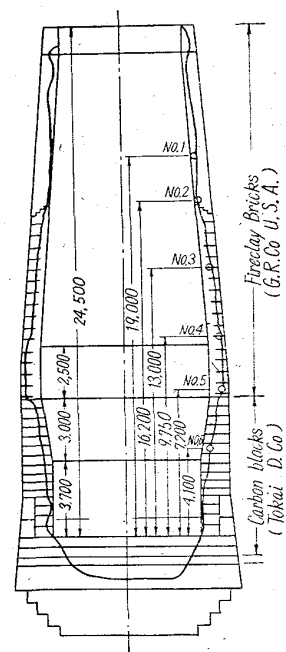 No.1
No.2
No.3
No.4
No.5
No.6
24,500
19,000
16,200
13,000
9,750
7,200
4,100
2,500
3,000
3,700
Fireclay Bricks
(G.R.Co U.S.A.)
Carbon blocks
(Tokai D.Co)